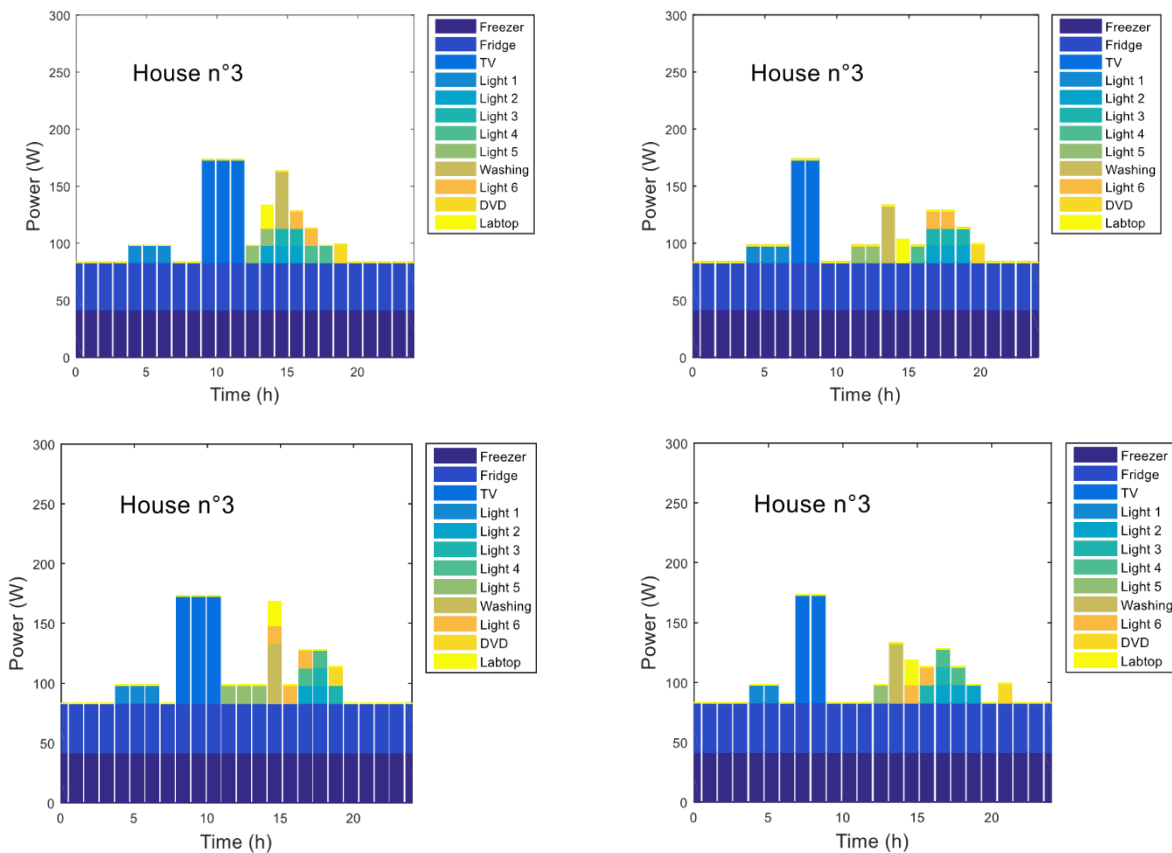 300
250
200
150
100
50
0
Power (W)
House n°3
0
5
10
15
20
Time (h)
Freezer
Fridge
TV
Light 1
Light 2
Light 3
Light 4
Light 5
Washing
Light 6
DVD
Labtop
300
250
200
150
100
50
0
Power (W)
House n°3
0
5
10
15
20
Time (h)
Freezer
Fridge
TV
Light 1
Light 2
Light 3
Light 4
Light 5
Washing
Light 6
DVD
Labtop
300
250
200
150
100
50
0
Power (W)
House n°3
0
5
10
15
20
Time (h)
Freezer
Fridge
TV
Light 1
Light 2
Light 3
Light 4
Light 5
Washing
Light 6
DVD
Labtop
300
250
200
150
100
50
0
Power (W)
House n°3
0
5
10
15
20
Time (h)
Freezer
Fridge
TV
Light 1
Light 2
Light 3
Light 4
Light 5
Washing
Light 6
DVD
Labtop